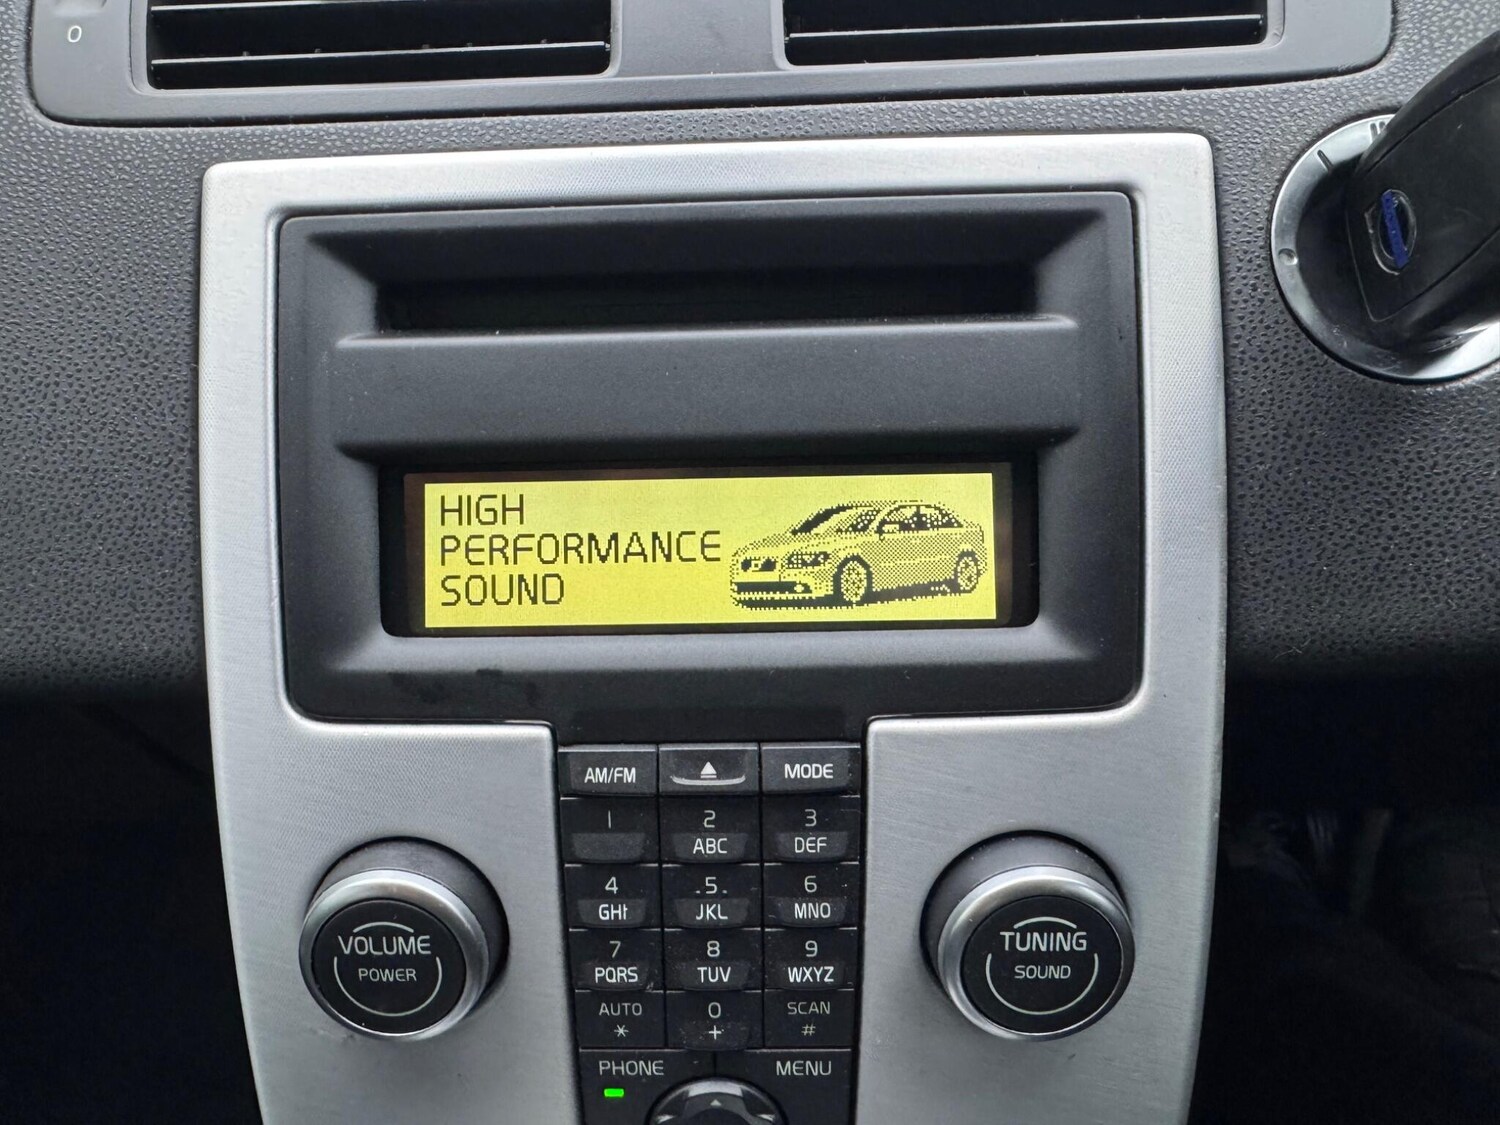 0
HIGH
PERFORMANCE
SOUND
AM/FM
MODE
1
2
3
ABC
DEF
4
5
6
GHI
JKL
MNO
7
8
9
PQRS
TUV
WXYZ
AUTO
0
SCAN
*
+
#
PHONE
MENU
VOLUME
POWER
TUNING
SOUND